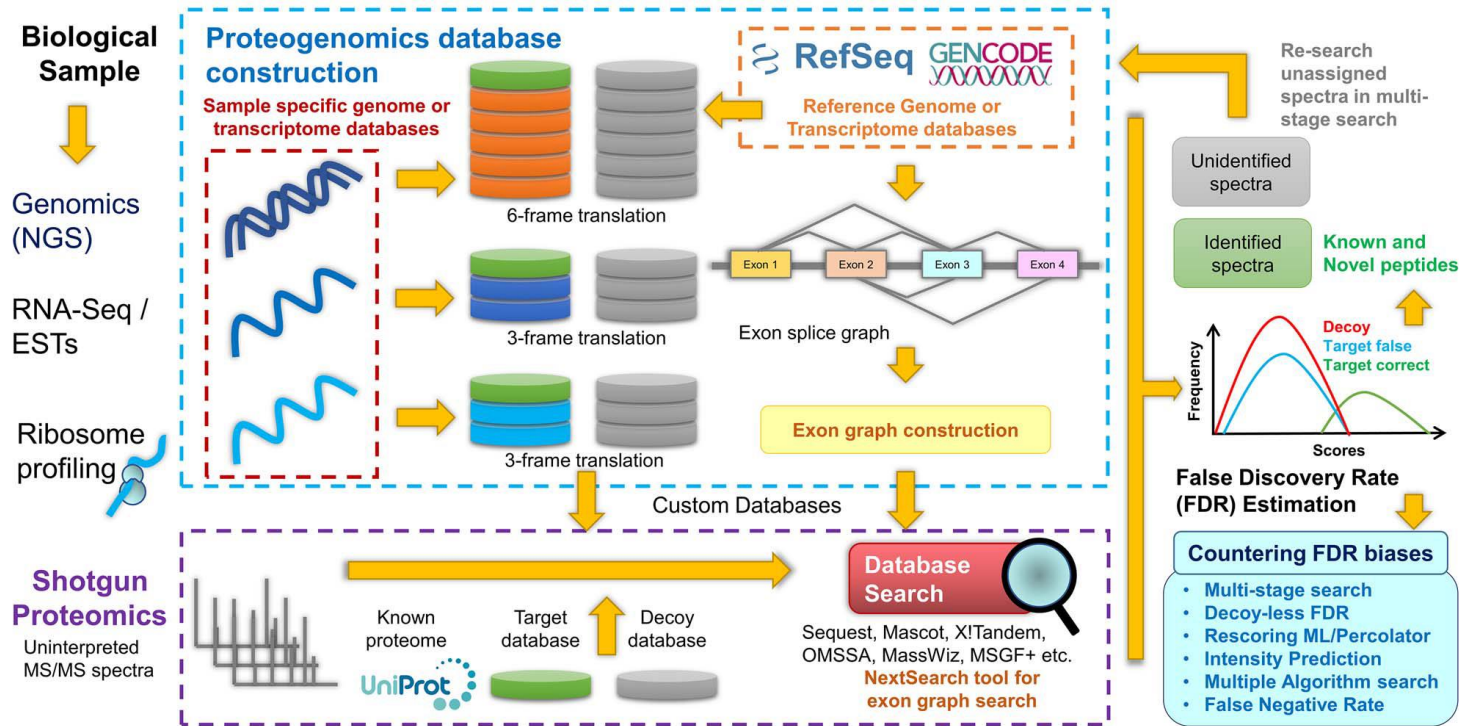 Biological
Sample
Genomics
(NGS)
RNA-Seq /
ESTs
Ribosome
profiling
Proteogenomics database
construction
Sample specific genome or
transcriptome databases
6-frame translation
3-frame translation
3-frame translation
RefSeq
GENCODE
Reference Genome or
Transcriptome databases
Exon 1
Exon 2
Exon 3
Exon 4
Exon splice graph
Exon graph construction
Custom Databases
Shotgun
Proteomics
Uninterpreted
MS/MS spectra
Known
proteome
UniProt
Target
database
Decoy
database
Database
Search
Sequest, Mascot, X!Tandem,
OMSSA, MassWiz, MSGF+ etc.
NextSearch tool for
exon graph search
Re-search
unassigned
spectra in multi-
stage search
Unidentified
spectra
Identified
spectra
Known and
Novel peptides
Decoy
Target false
Target correct
Frequency
Scores
False Discovery Rate
(FDR) Estimation
Countering FDR biases
• Multi-stage search
• Decoy-less FDR
• Rescoring ML/Percolator
• Intensity Prediction
• Multiple Algorithm search
• False Negative Rate